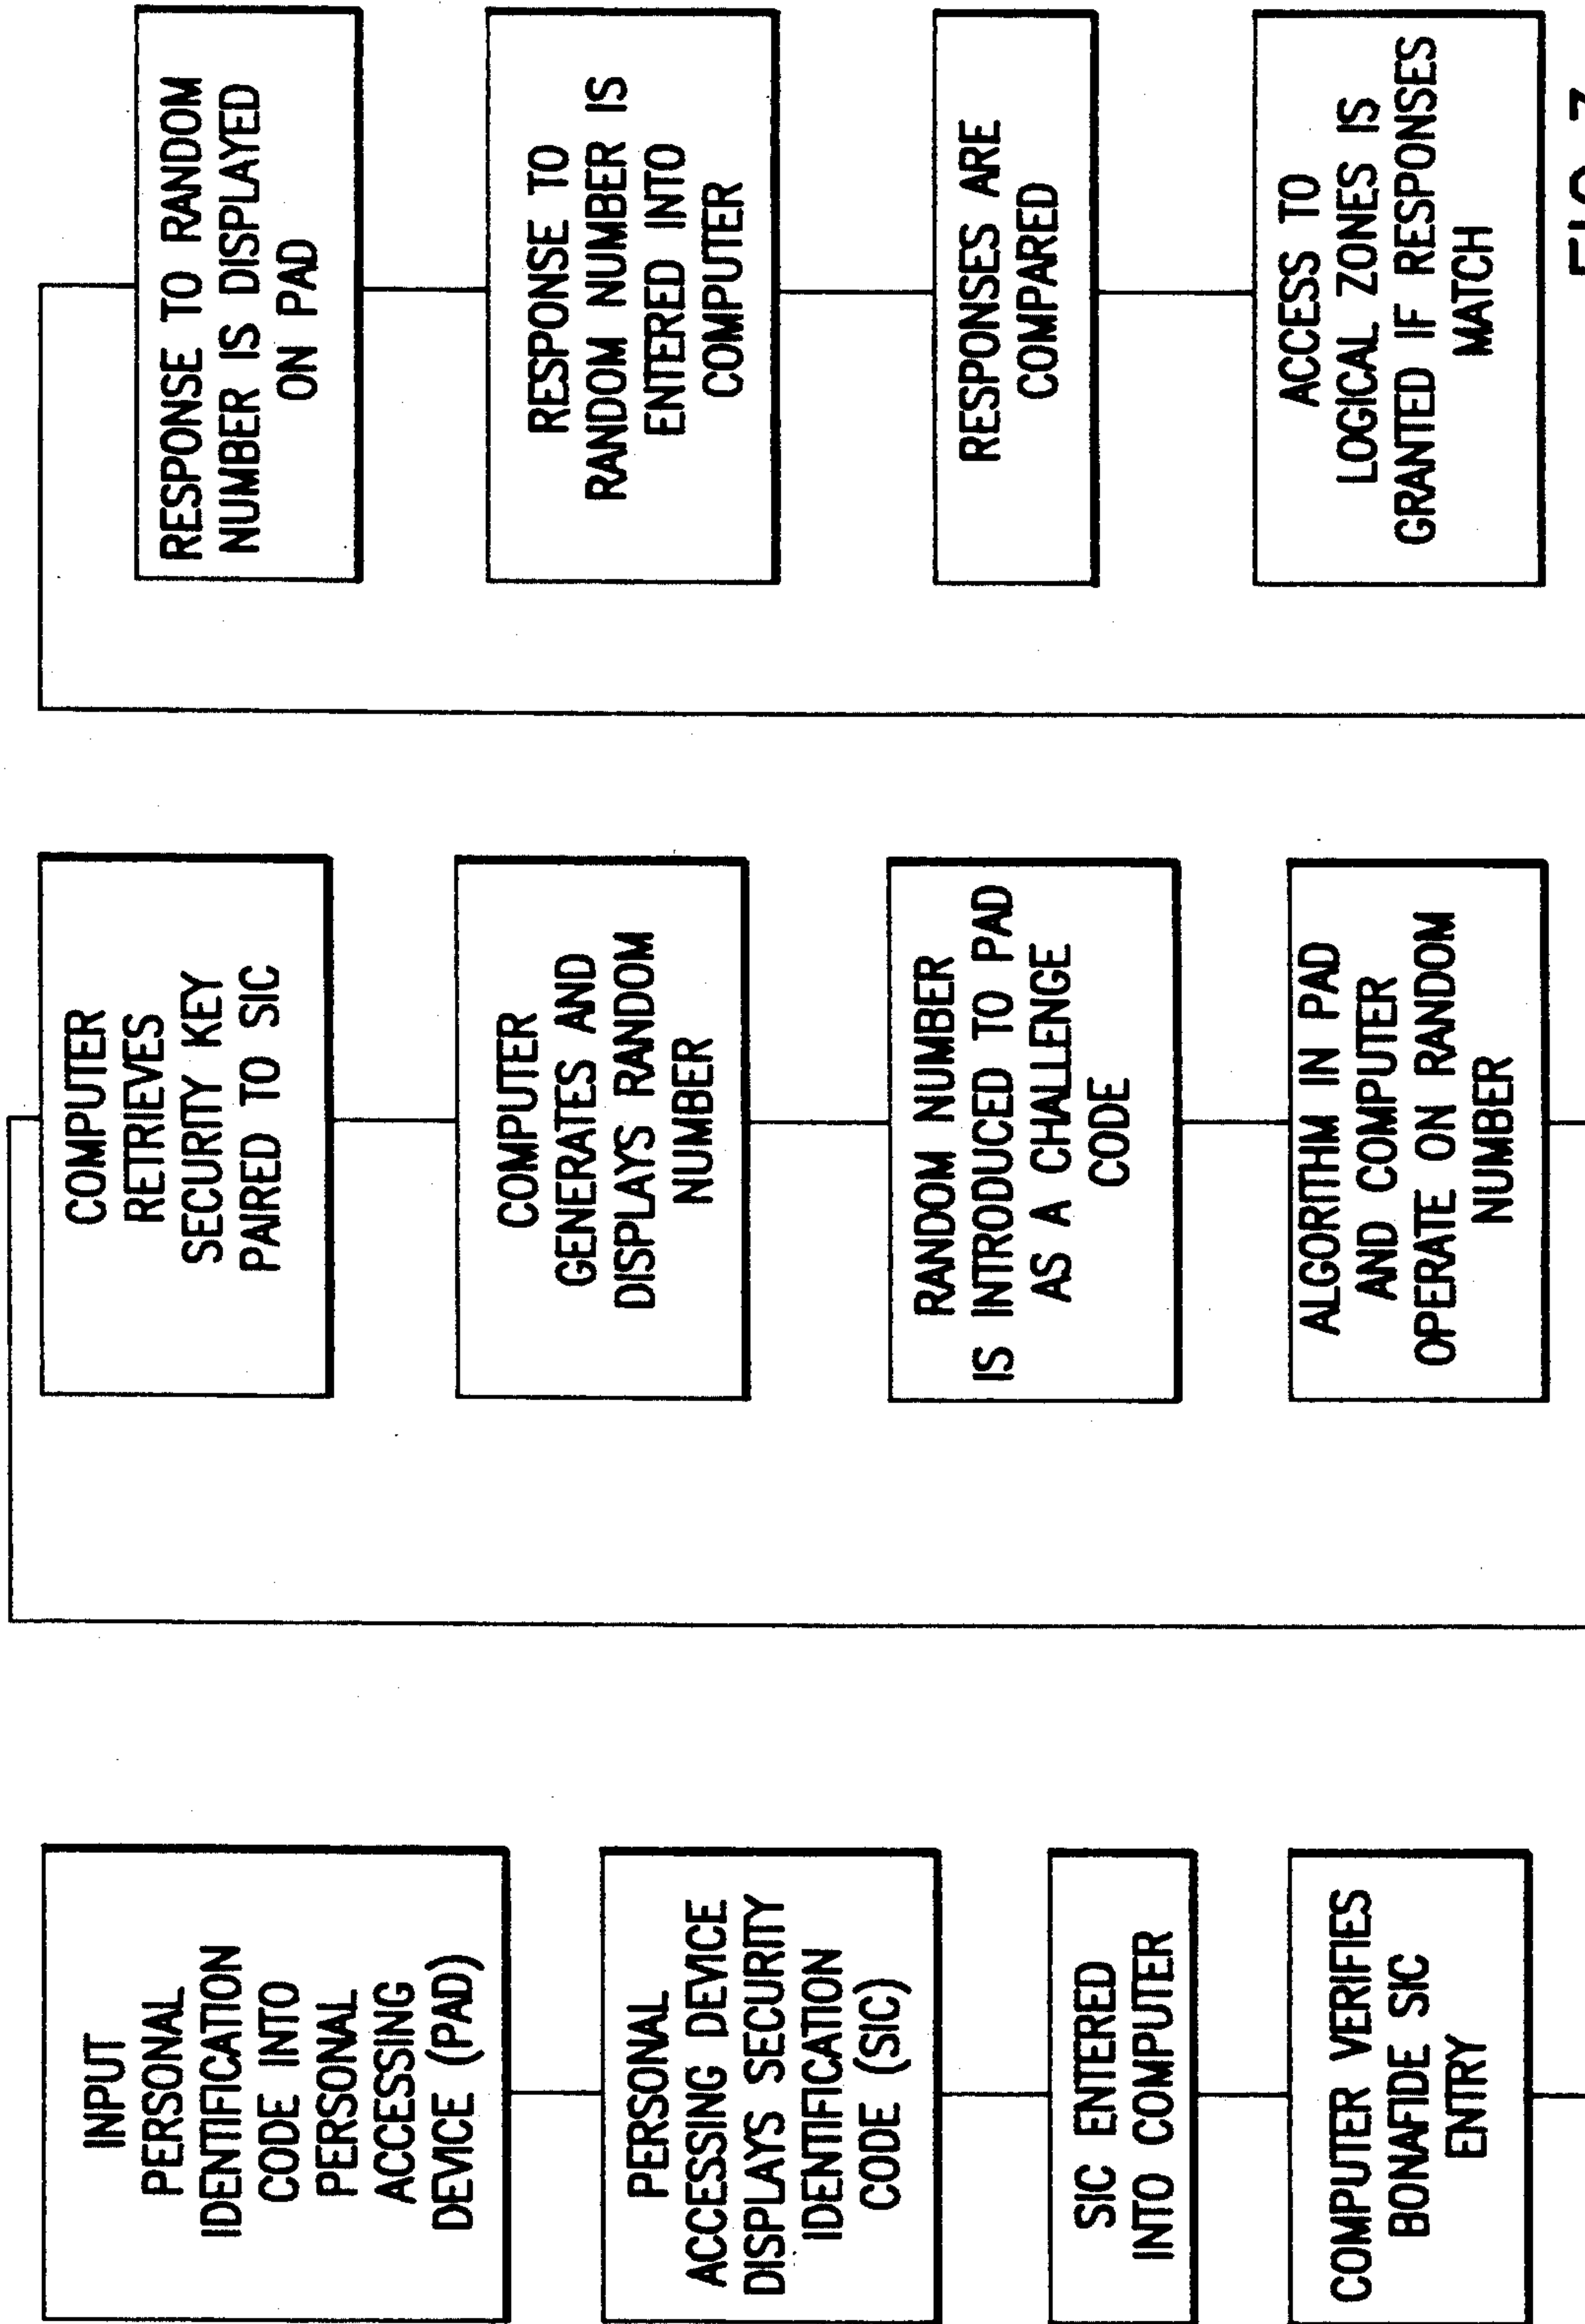 INPUT
PERSONAL
IDENTIFICATION
CODE INTO
PERSONAL
ACCESSING
DEVICE (PAD)
PERSONAL
ACCESSING DEVICE
DISPLAYS SECURITY
IDENTIFICATION
CODE (SIC)
SIC ENTERED
INTO COMPUTER
COMPUTER VERIFIES
BONAFIDE SIC
ENTRY
COMPUTER
RETRIEVES
SECURITY KEY
PAIRED TO SIC
COMPUTER
GENERATES AND
DISPLAYS RANDOM
NUMBER
RANDOM NUMBER
IS INTRODUCED TO PAD
AS A CHALLENGE
CODE
ALGORITHM IN PAD
AND COMPUTER
OPERATE ON RANDOM
NUMBER
RESPONSE TO RANDOM
NUMBER IS DISPLAYED
ON PAD
RESPONSE TO
RANDOM NUMBER IS
ENTERED INTO
COMPUTER
RESPONSES ARE
COMPARED
ACCESS TO
LOGICAL ZONES IS
GRANTED IF RESPONSES
MATCH